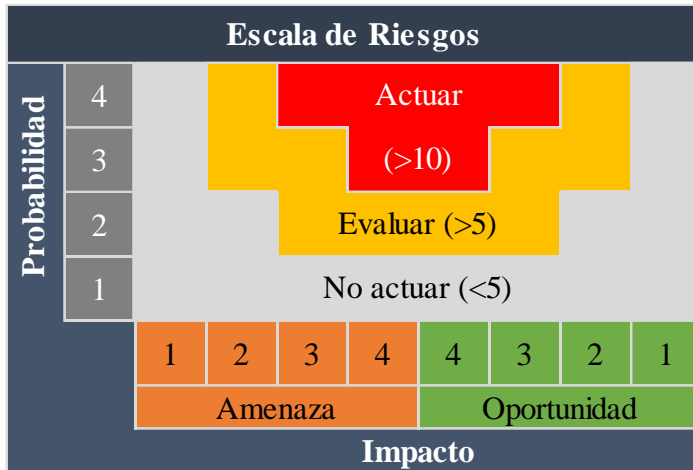 Escala de Riesgos
Probabilidad
4
Actuar
3
(>10)
2
Evaluar (>5)
1
No actuar (<5)
1 2 3 4 4 3 2 1
Amenaza Oportunidad
Impacto